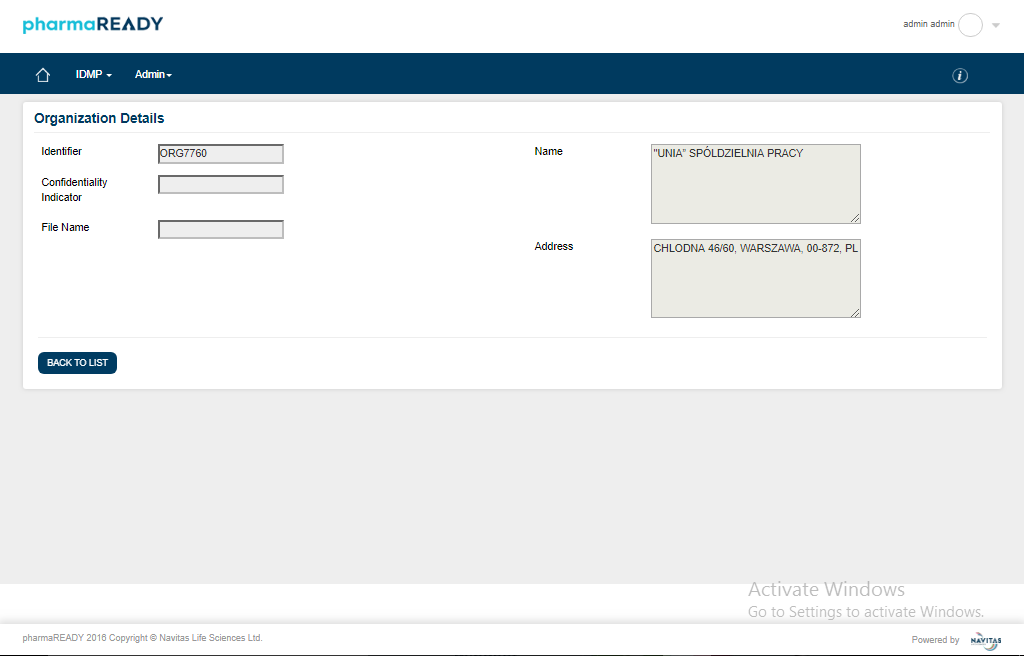 pharmaREADY
admin admin
IDMP Admin
i
Organization Details
Identifier ORG7760
Name "UNIA" SPÓLDZIELNIA PRACY
Confidentiality
Indicator
File Name
Address CHLODNA 46/60, WARSZAWA, 00-872, PL
BACK TO LIST
Activate Windows
Go to Settings to activate Windows.
pharmaREADY 2016 Copyright © Navitas Life Sciences Ltd.
Powered by NAVITAS